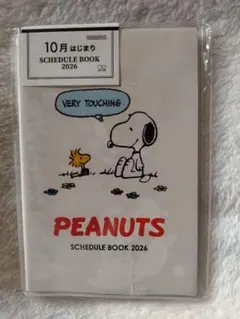 10月 はじまり
SCHEDULE BOOK
2026
VERY TOUCHING
PEANUTS
SCHEDULE BOOK 2026